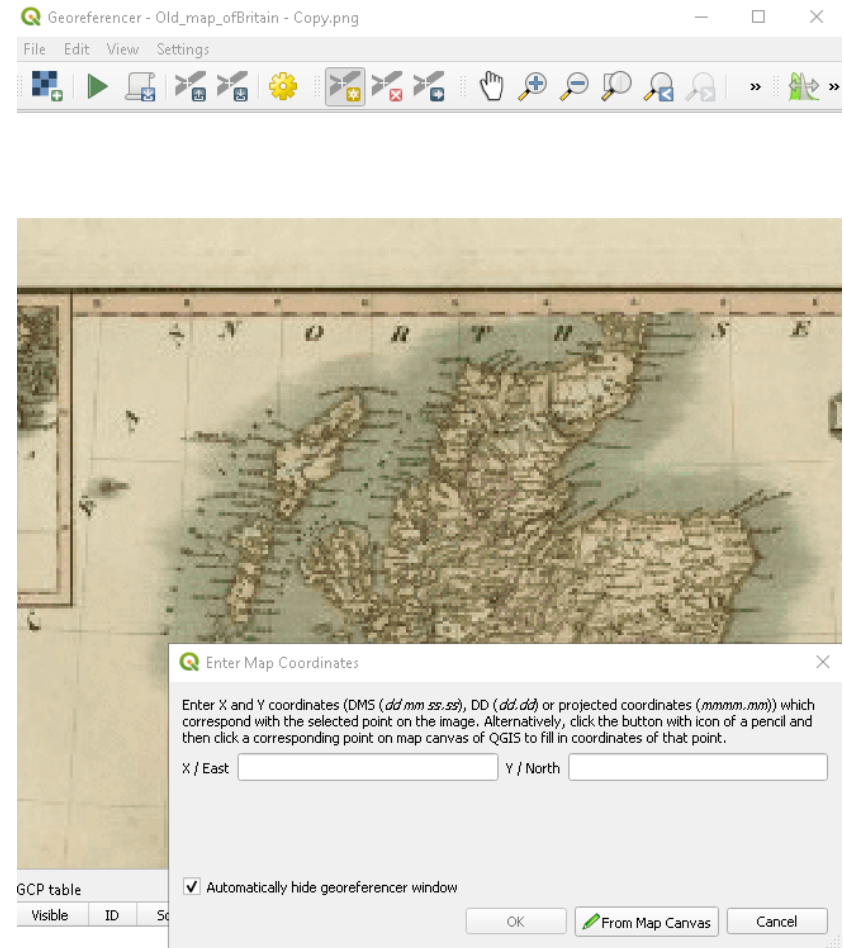 Georeferencer - Old_map_ofBritain - Copy.png
File Edit View Settings
» »
N O R T H S E
Enter Map Coordinates
Enter X and Y coordinates (DMS (dd mm ss.ss), DD (dd.dd) or projected coordinates (mmmm.mm)) which
correspond with the selected point on the image. Alternatively, click the button with icon of a pencil and
then click a corresponding point on map canvas of QGIS to fill in coordinates of that point.
X / East Y / North
GCP table
Automatically hide georeferencer window
Visible ID
OK From Map Canvas Cancel